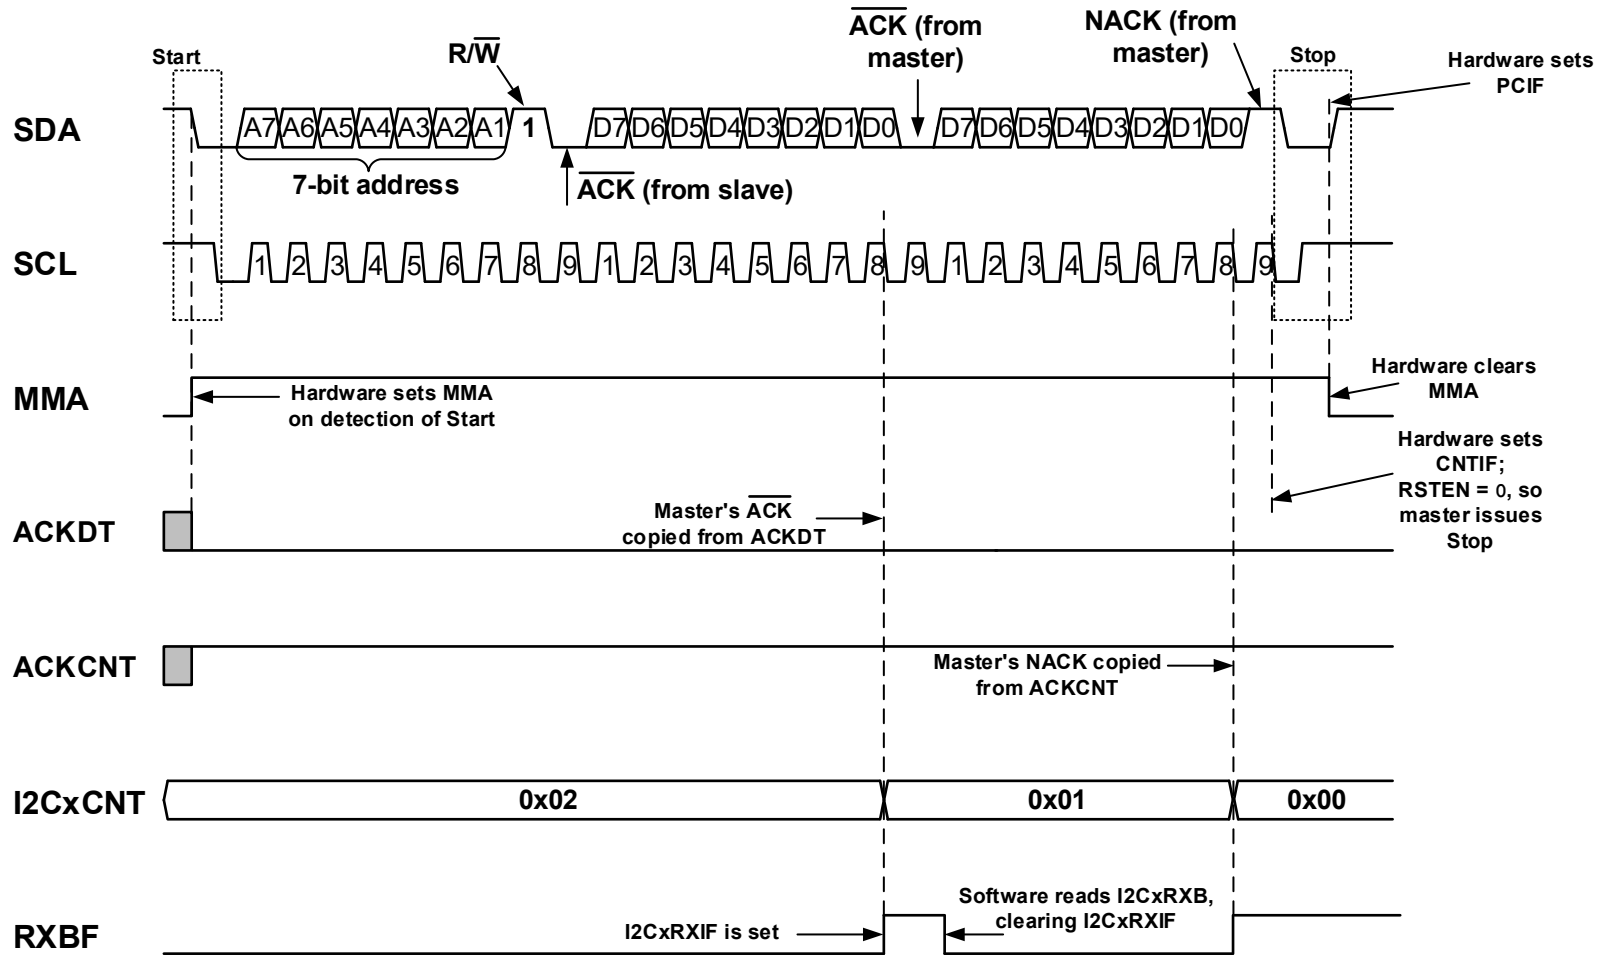 ACK (from
master)
NACK (from
master)
Start
R/W
Stop
Hardware sets
PCIF
SDA
A7 A6 A5 A4 A3 A2 A1 1 D7 D6 D5 D4 D3 D2 D1 D0 D7 D6 D5 D4 D3 D2 D1 D0
7-bit address
ACK (from slave)
SCL
1 2 3 4 5 6 7 8 9 1 2 3 4 5 6 7 8 9 1 2 3 4 5 6 7 8 9
MMA
Hardware sets MMA
on detection of Start
Hardware clears
MMA
Hardware sets
CNTIF;
RSTEN = 0, so
master issues
Stop
ACKDT
Master's ACK
copied from ACKDT
ACKCNT
Master's NACK copied
from ACKCNT
I2CxCNT
0x02
0x01
0x00
RXBF
I2CxRXIF is set
Software reads I2CxRXB,
clearing I2CxRXIF